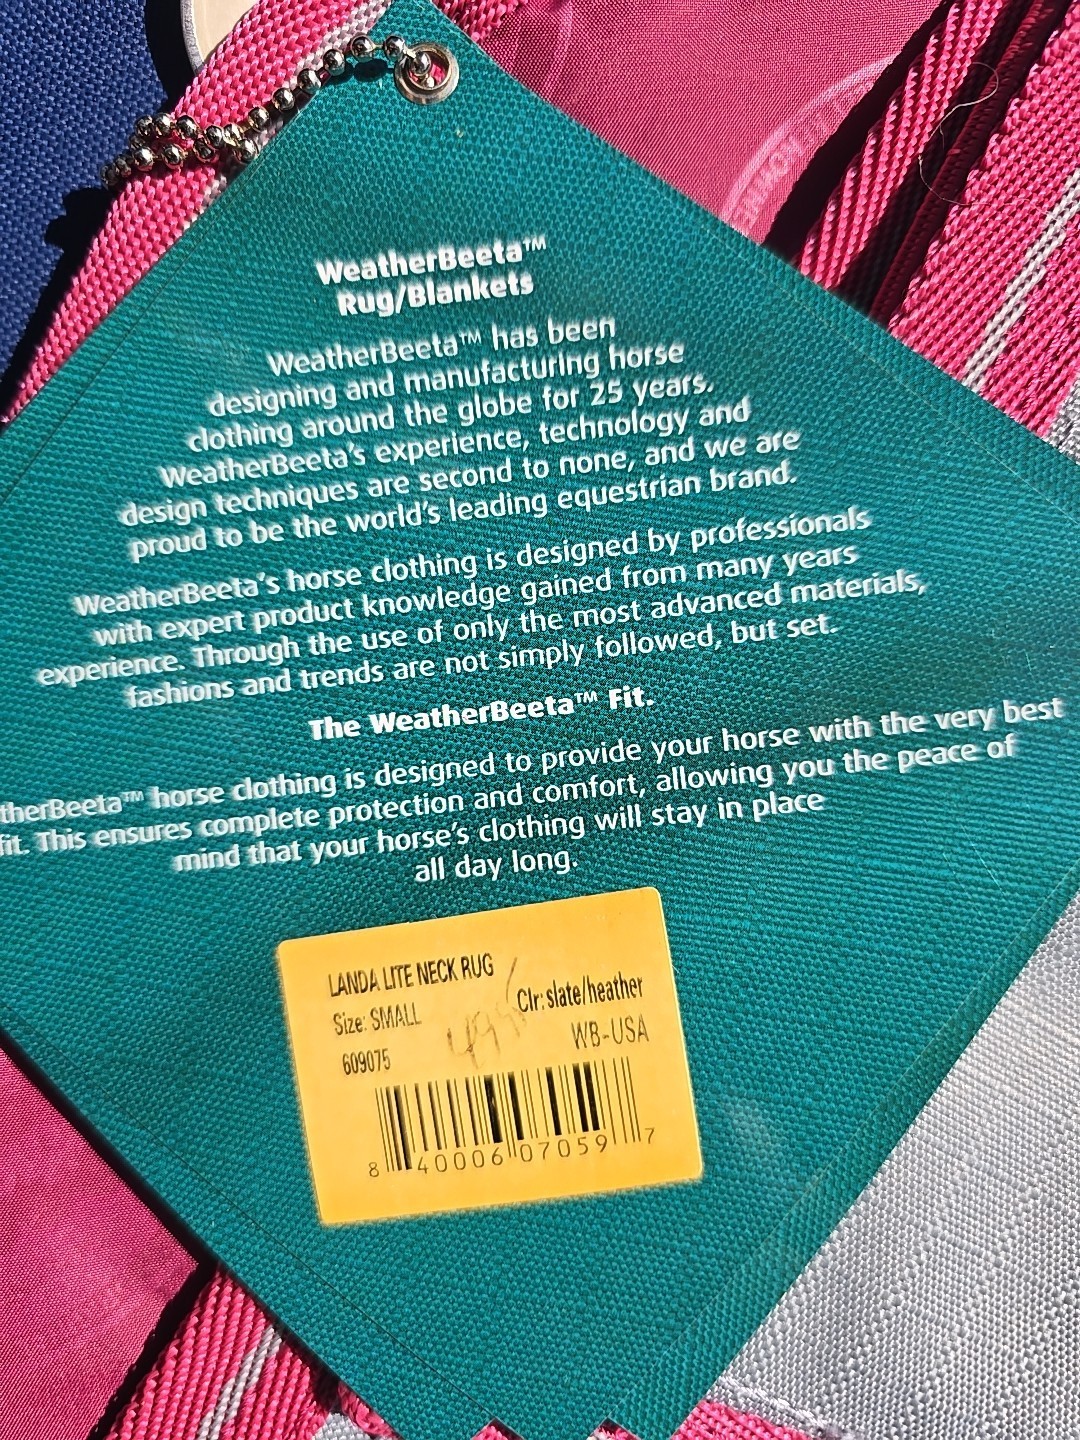 WeatherBeeta™
Rug/Blankets
WeatherBeeta™ has been
designing and manufacturing horse
clothing around the globe for 25 years.
WeatherBeeta's experience, technology and
design techniques are second to none, and we are
proud to be the world's leading equestrian brand.
WeatherBeeta's horse clothing is designed by professionals
with expert product knowledge gained from many years
experience. Through the use of only the most advanced materials,
fashions and trends are not simply followed, but set.
The WeatherBeeta™ Fit.
therBeeta™ horse clothing is designed to provide your horse with the very best
fit. This ensures complete protection and comfort, allowing you the peace of
mind that your horse's clothing will stay in place
all day long.
LANDA LITE NECK RUG
Size: SMALL Clr: slate/heather
609075 WB-USA
8 40006 07059 7